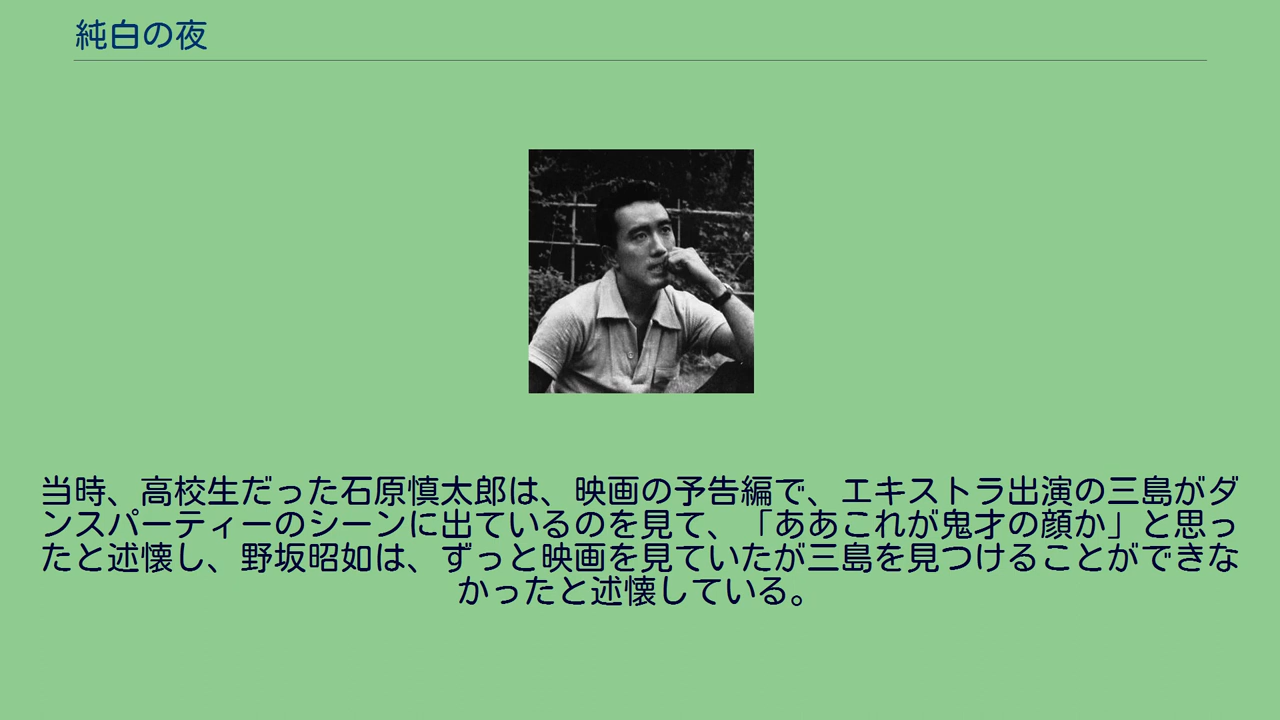 純白の夜
当時、高校生だった石原慎太郎は、映画の予告編で、エキストラ出演の三島がダ
ンスパーティーのシーンに出ているのを見て、「ああこれが鬼才の顔か」と思っ
たと述懐し、野坂昭如は、ずっと映画を見ていたが三島を見つけることができな
かったと述懐している。